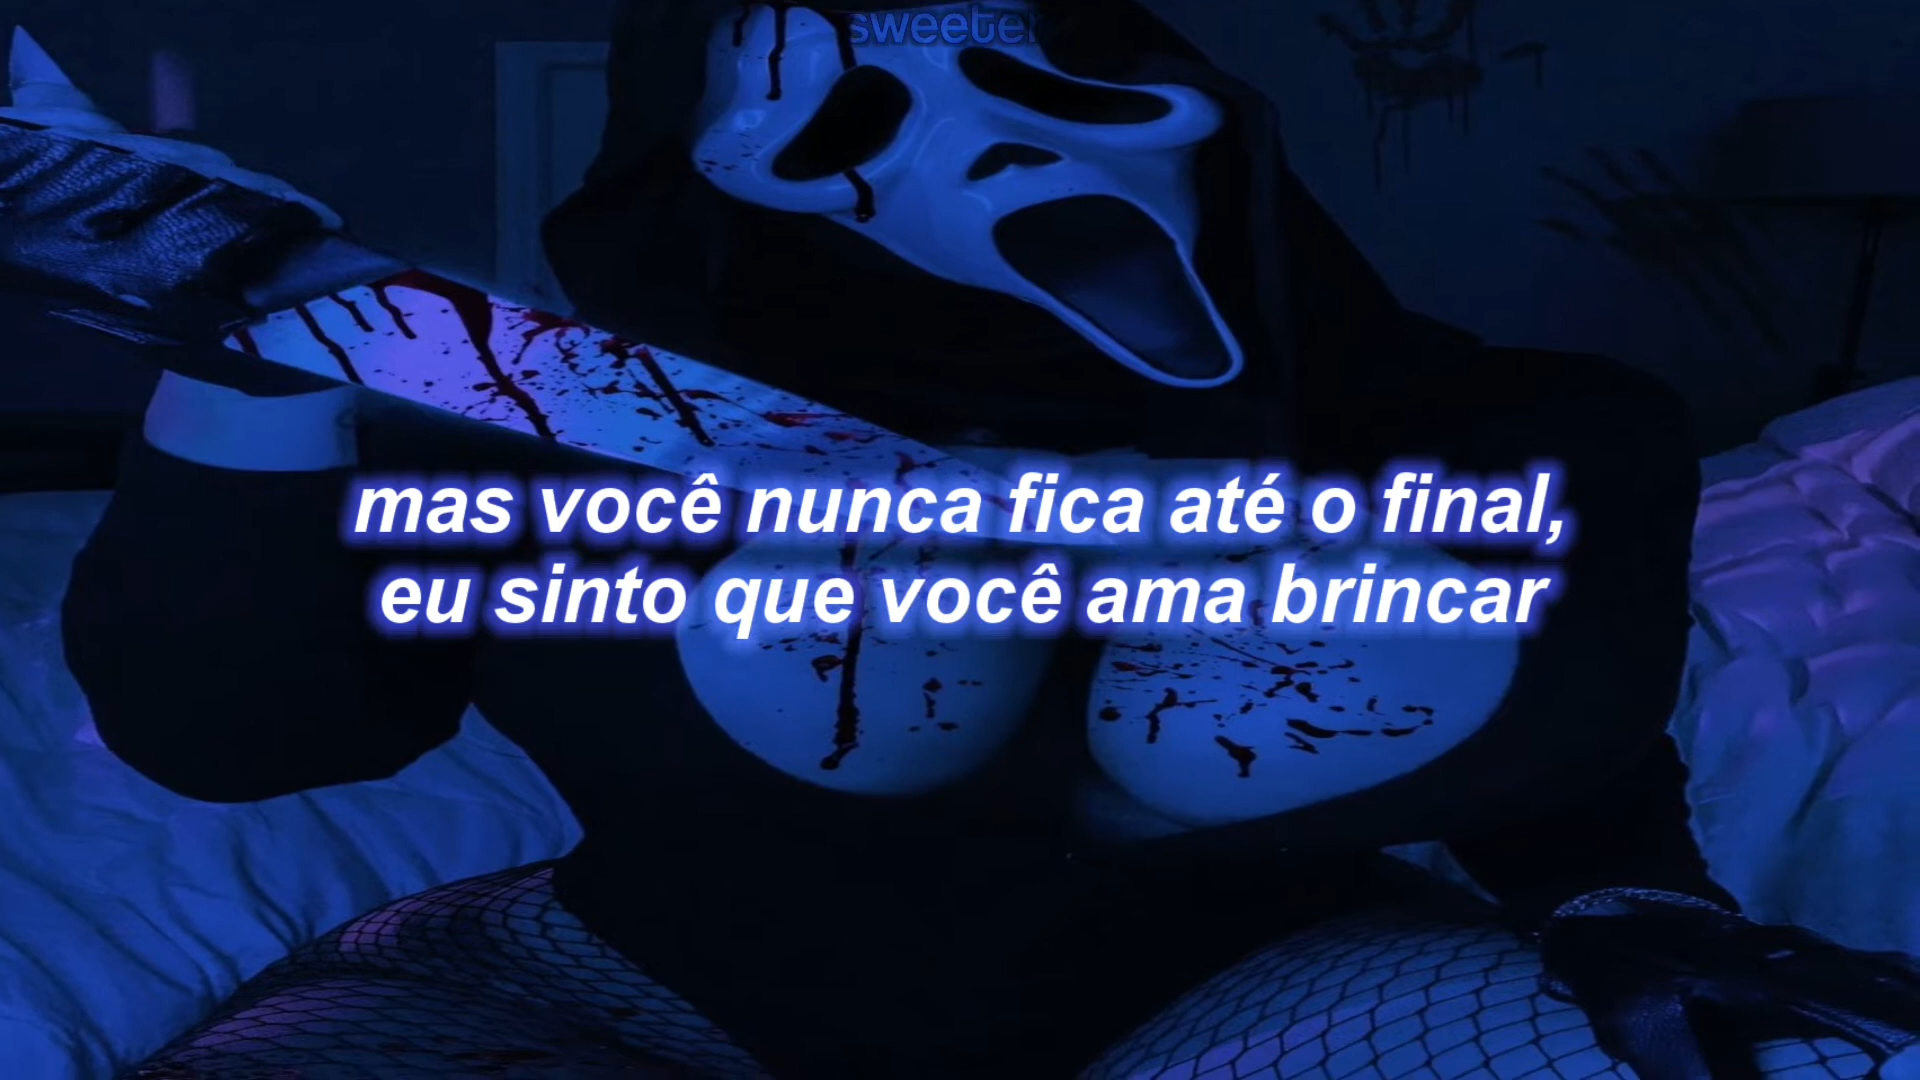 sweeter
mas você nunca fica até o final,
eu sinto que você ama brincar